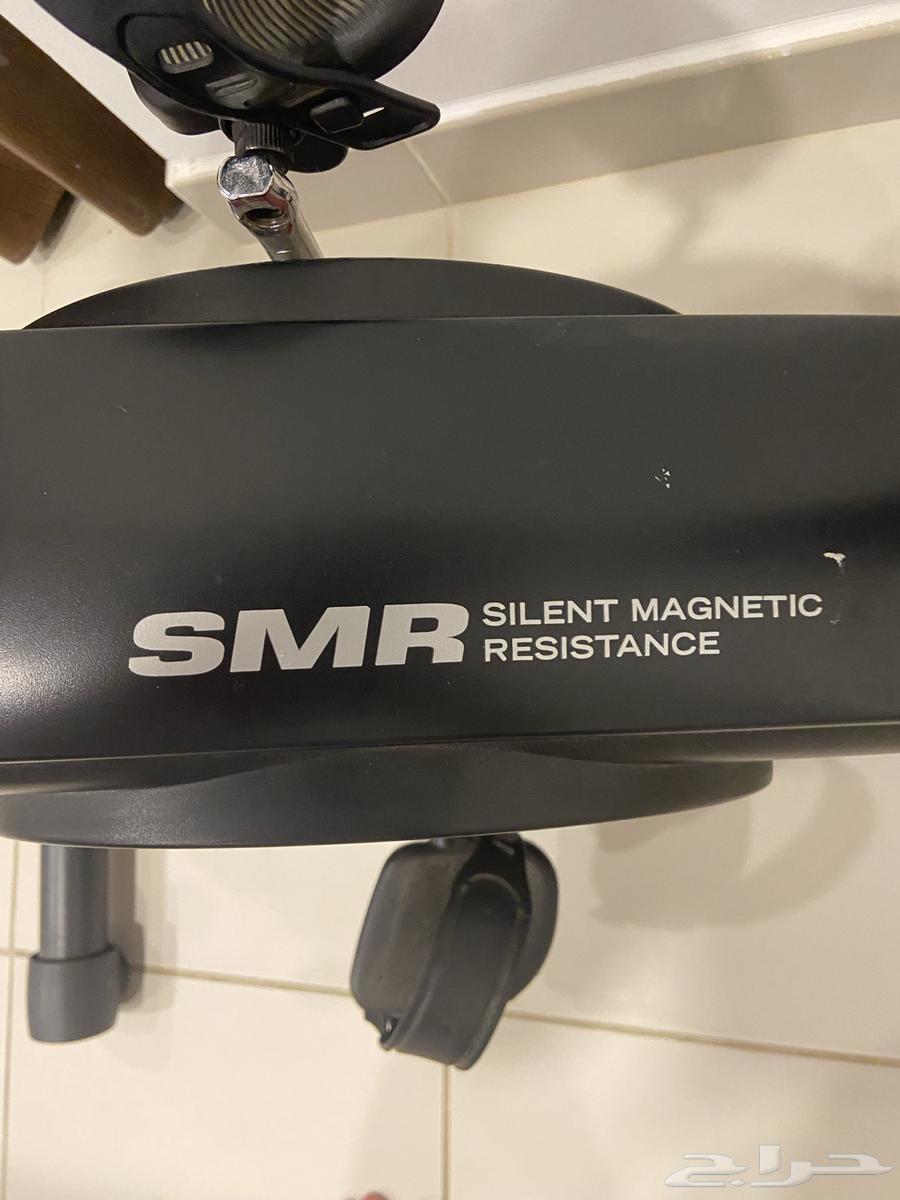 SMR SILENT MAGNETIC
RESISTANCE
حراج